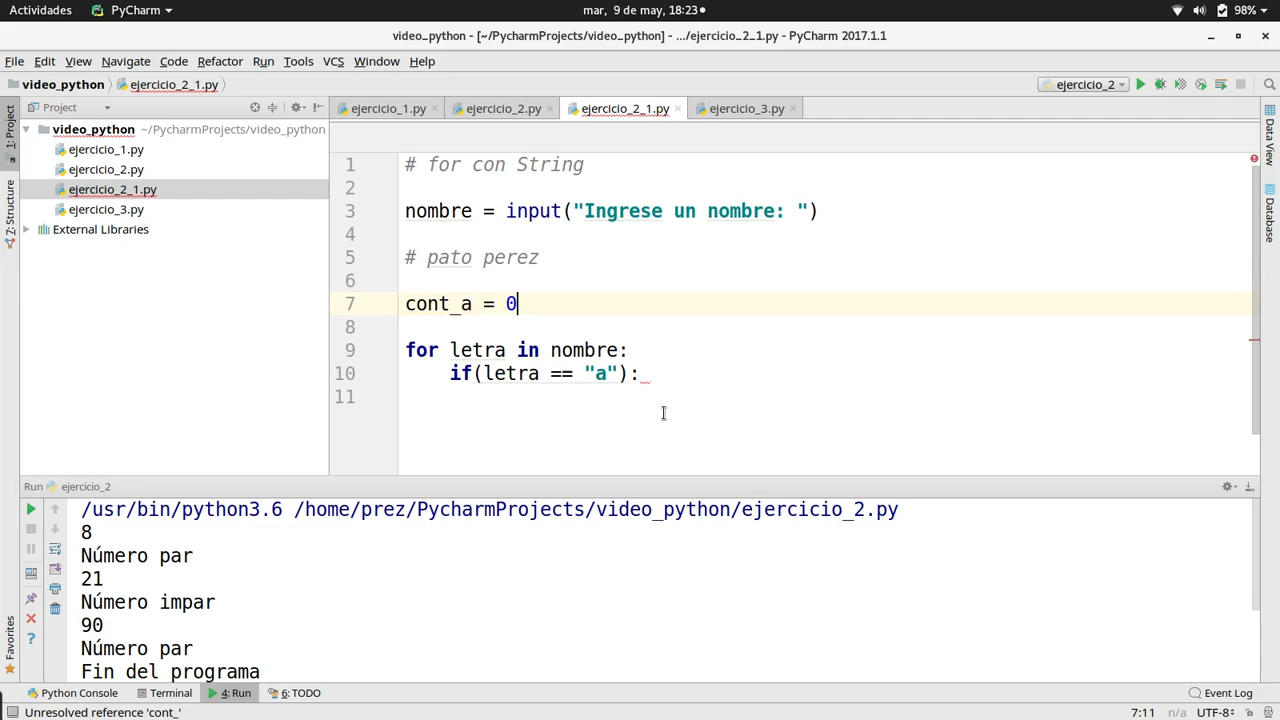 Actividades PyCharm mar, 9 de may, 18:23 98%
video_python - [~/PycharmProjects/video_python] - .../ejercicio_2_1.py - PyCharm 2017.1.1
File Edit View Navigate Code Refactor Run Tools VCS Window Help
video_python ejercicio_2_1.py ejercicio_2
Project ejercicio_1.py ejercicio_2.py ejercicio_2_1.py ejercicio_3.py
1: Project
Z: Structure
Favorites
Data View
Database
video_python ~/PycharmProjects/video_python
ejercicio_1.py
ejercicio_2.py
ejercicio_2_1.py
ejercicio_3.py
External Libraries
1 # for con String
2
3 nombre = input("Ingrese un nombre: ")
4
5 # pato perez
6
7 cont_a = 0
8
9 for letra in nombre:
10 if(letra == "a"):
11
Run ejercicio_2
/usr/bin/python3.6 /home/prez/PycharmProjects/video_python/ejercicio_2.py
8
Número par
21
Número impar
90
Número par
Fin del programa
Python Console Terminal 4: Run 6: TODO Event Log
Unresolved reference 'cont_' 7:11 n/a UTF-8